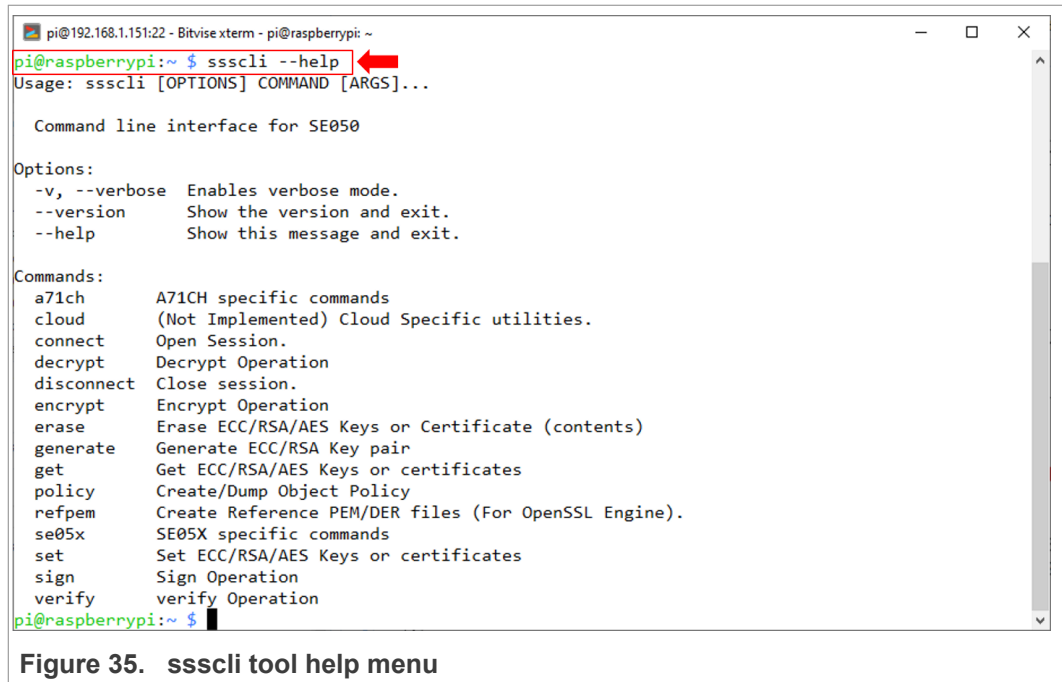 pi@192.168.1.151:22 - Bitvise xterm - pi@raspberrypi: ~
pi@raspberrypi:~ $ ssscli --help
Usage: ssscli [OPTIONS] COMMAND [ARGS]...
Command line interface for SE050
Options:
-v, --verbose Enables verbose mode.
--version Show the version and exit.
--help Show this message and exit.
Commands:
a71ch A71CH specific commands
cloud (Not Implemented) Cloud Specific utilities.
connect Open Session.
decrypt Decrypt Operation
disconnect Close session.
encrypt Encrypt Operation
erase Erase ECC/RSA/AES Keys or Certificate (contents)
generate Generate ECC/RSA Key pair
get Get ECC/RSA/AES Keys or certificates
policy Create/Dump Object Policy
refpem Create Reference PEM/DER files (For OpenSSL Engine).
se05x SE05X specific commands
set Set ECC/RSA/AES Keys or certificates
sign Sign Operation
verify verify Operation
pi@raspberrypi:~ $
Figure 35. ssscli tool help menu